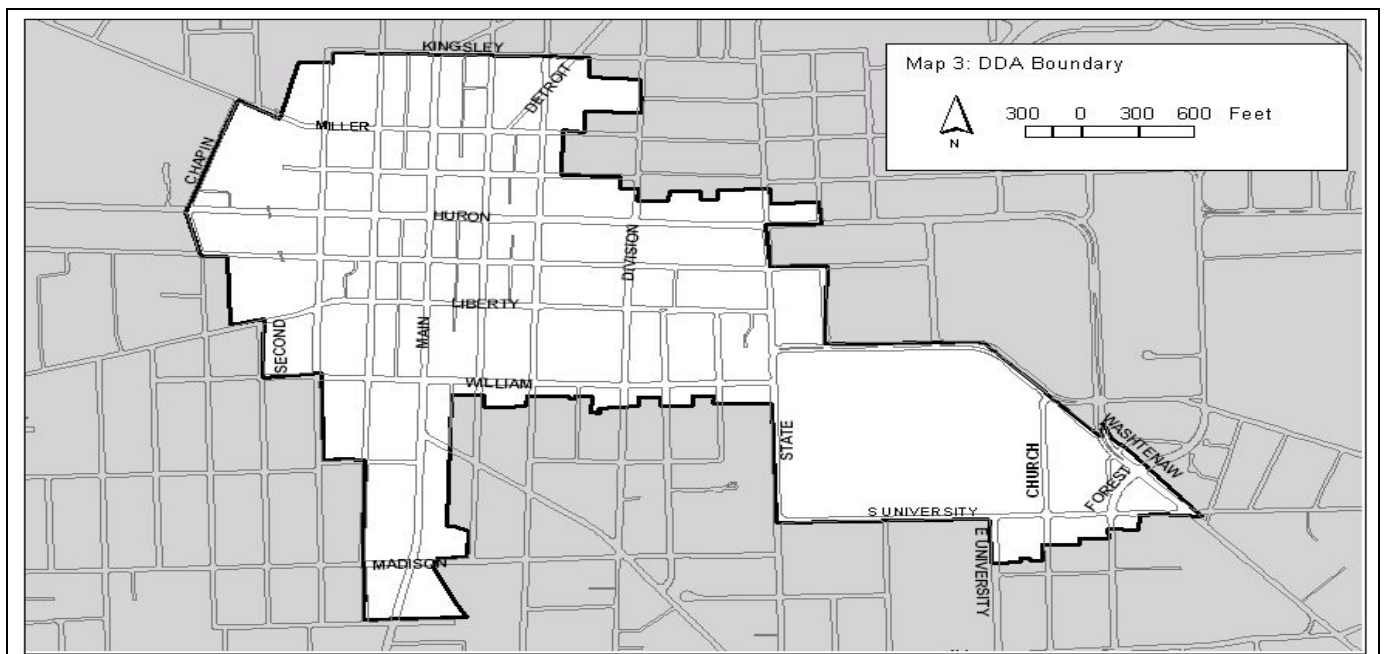 KINGSLEY
Map 3: DDA Boundary
DETROIT
300 0 300 600 Feet
MILLER
N
CHAPIN
HURON
DIVISION
LIBERTY
SECOND
MAIN
WILLIAM
STATE
WASHTENAW
CHURCH
FOREST
S UNIVERSITY
E UNIVERSITY
MADISON